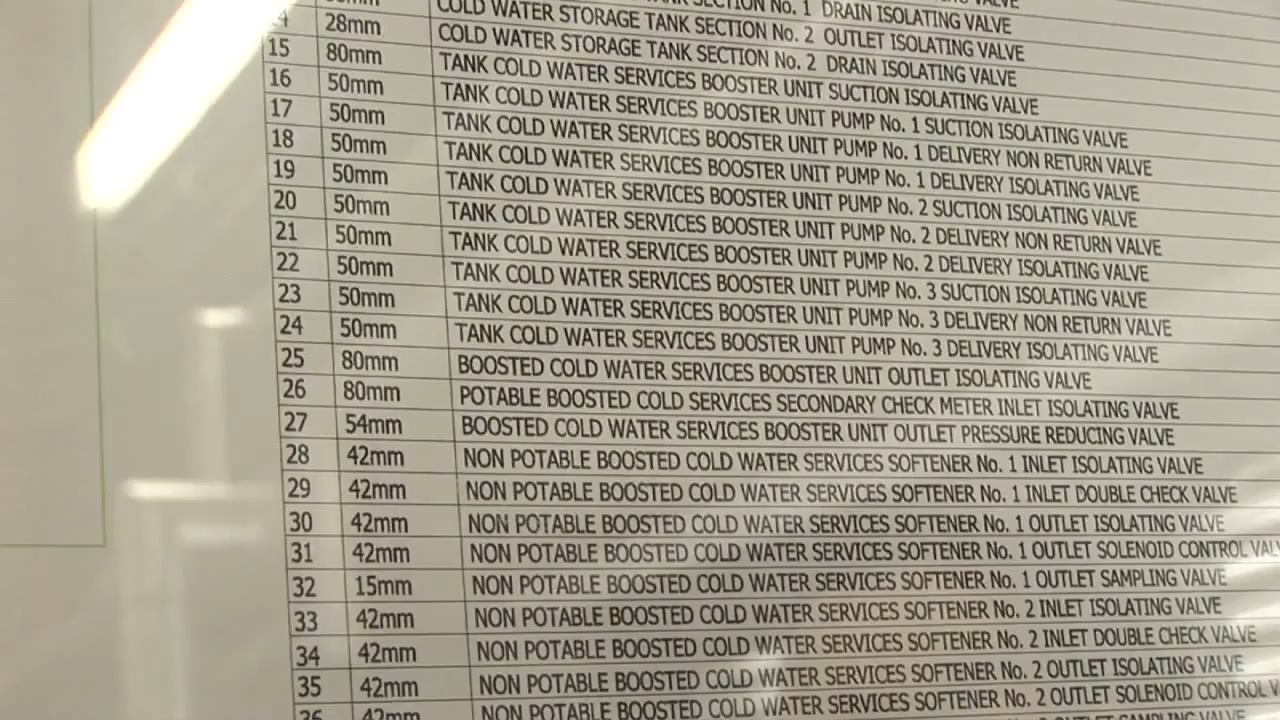 SECTION No. 1 DRAIN ISOLATING VALVE
COLD WATER STORAGE TANK SECTION No. 2 OUTLET ISOLATING VALVE
28mm COLD WATER STORAGE TANK SECTION No. 2 DRAIN ISOLATING VALVE
15 80mm TANK COLD WATER SERVICES BOOSTER UNIT SUCTION ISOLATING VALVE
16 50mm TANK COLD WATER SERVICES BOOSTER UNIT PUMP No. 1 SUCTION ISOLATING VALVE
17 50mm TANK COLD WATER SERVICES BOOSTER UNIT PUMP No. 1 DELIVERY NON RETURN VALVE
18 50mm TANK COLD WATER SERVICES BOOSTER UNIT PUMP No. 1 DELIVERY ISOLATING VALVE
19 50mm TANK COLD WATER SERVICES BOOSTER UNIT PUMP No. 2 SUCTION ISOLATING VALVE
20 50mm TANK COLD WATER SERVICES BOOSTER UNIT PUMP No. 2 DELIVERY NON RETURN VALVE
21 50mm TANK COLD WATER SERVICES BOOSTER UNIT PUMP No. 2 DELIVERY ISOLATING VALVE
22 50mm TANK COLD WATER SERVICES BOOSTER UNIT PUMP No. 3 SUCTION ISOLATING VALVE
23 50mm TANK COLD WATER SERVICES BOOSTER UNIT PUMP No. 3 DELIVERY NON RETURN VALVE
24 50mm TANK COLD WATER SERVICES BOOSTER UNIT PUMP No. 3 DELIVERY ISOLATING VALVE
25 80mm BOOSTED COLD WATER SERVICES BOOSTER UNIT OUTLET ISOLATING VALVE
26 80mm POTABLE BOOSTED COLD SERVICES SECONDARY CHECK METER INLET ISOLATING VALVE
27 54mm BOOSTED COLD WATER SERVICES BOOSTER UNIT OUTLET PRESSURE REDUCING VALVE
28 42mm NON POTABLE BOOSTED COLD WATER SERVICES SOFTENER No. 1 INLET ISOLATING VALVE
29 42mm NON POTABLE BOOSTED COLD WATER SERVICES SOFTENER No. 1 INLET DOUBLE CHECK VALVE
30 42mm NON POTABLE BOOSTED COLD WATER SERVICES SOFTENER No. 1 OUTLET ISOLATING VALVE
31 42mm NON POTABLE BOOSTED COLD WATER SERVICES SOFTENER No. 1 OUTLET SOLENOID CONTROL
32 15mm NON POTABLE BOOSTED COLD WATER SERVICES SOFTENER No. 1 OUTLET SAMPLING VALVE
33 42mm NON POTABLE BOOSTED COLD WATER SERVICES SOFTENER No. 2 INLET ISOLATING VALVE
34 42mm NON POTABLE BOOSTED COLD WATER SERVICES SOFTENER No. 2 INLET DOUBLE CHECK VALVE
35 42mm NON POTABLE BOOSTED COLD WATER SERVICES SOFTENER No. 2 OUTLET ISOLATING VALVE
36 42mm NON POTABLE BOOSTED COLD WATER SERVICES SOFTENER No. 2 OUTLET SOLENOID CONTROL